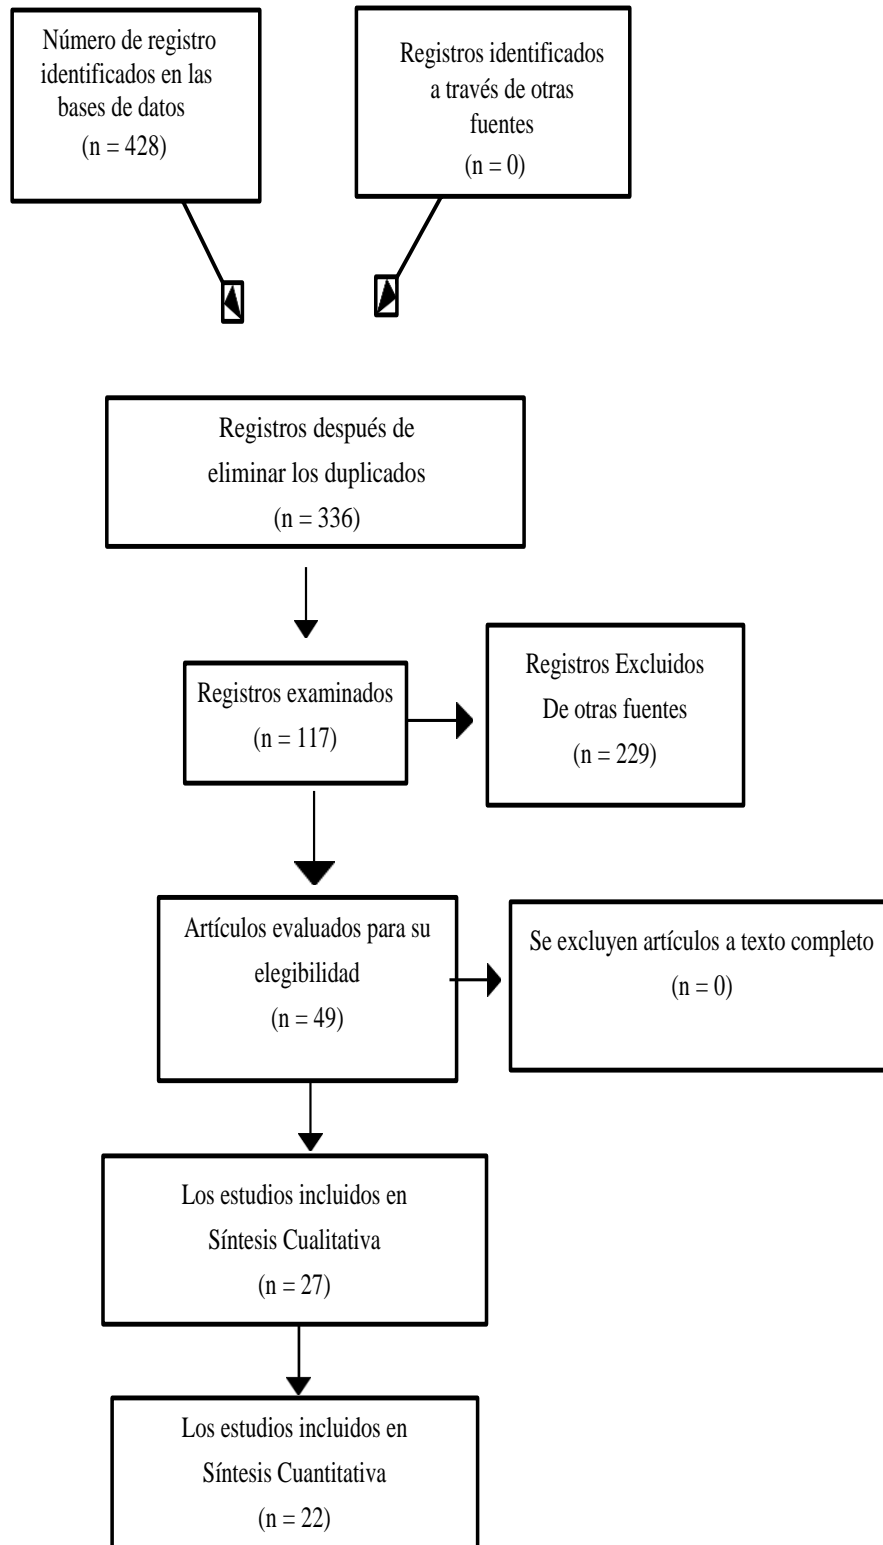 Número de registro
identificados en las
bases de datos
(n = 428)
Registros identificados
a través de otras
fuentes
(n = 0)
Registros después de
eliminar los duplicados
(n = 336)
Registros examinados
(n = 117)
Registros Excluidos
De otras fuentes
(n = 229)
Artículos evaluados para su
elegibilidad
(n = 49)
Se excluyen artículos a texto completo
(n = 0)
Los estudios incluidos en
Síntesis Cualitativa
(n = 27)
Los estudios incluidos en
Síntesis Cuantitativa
(n = 22)